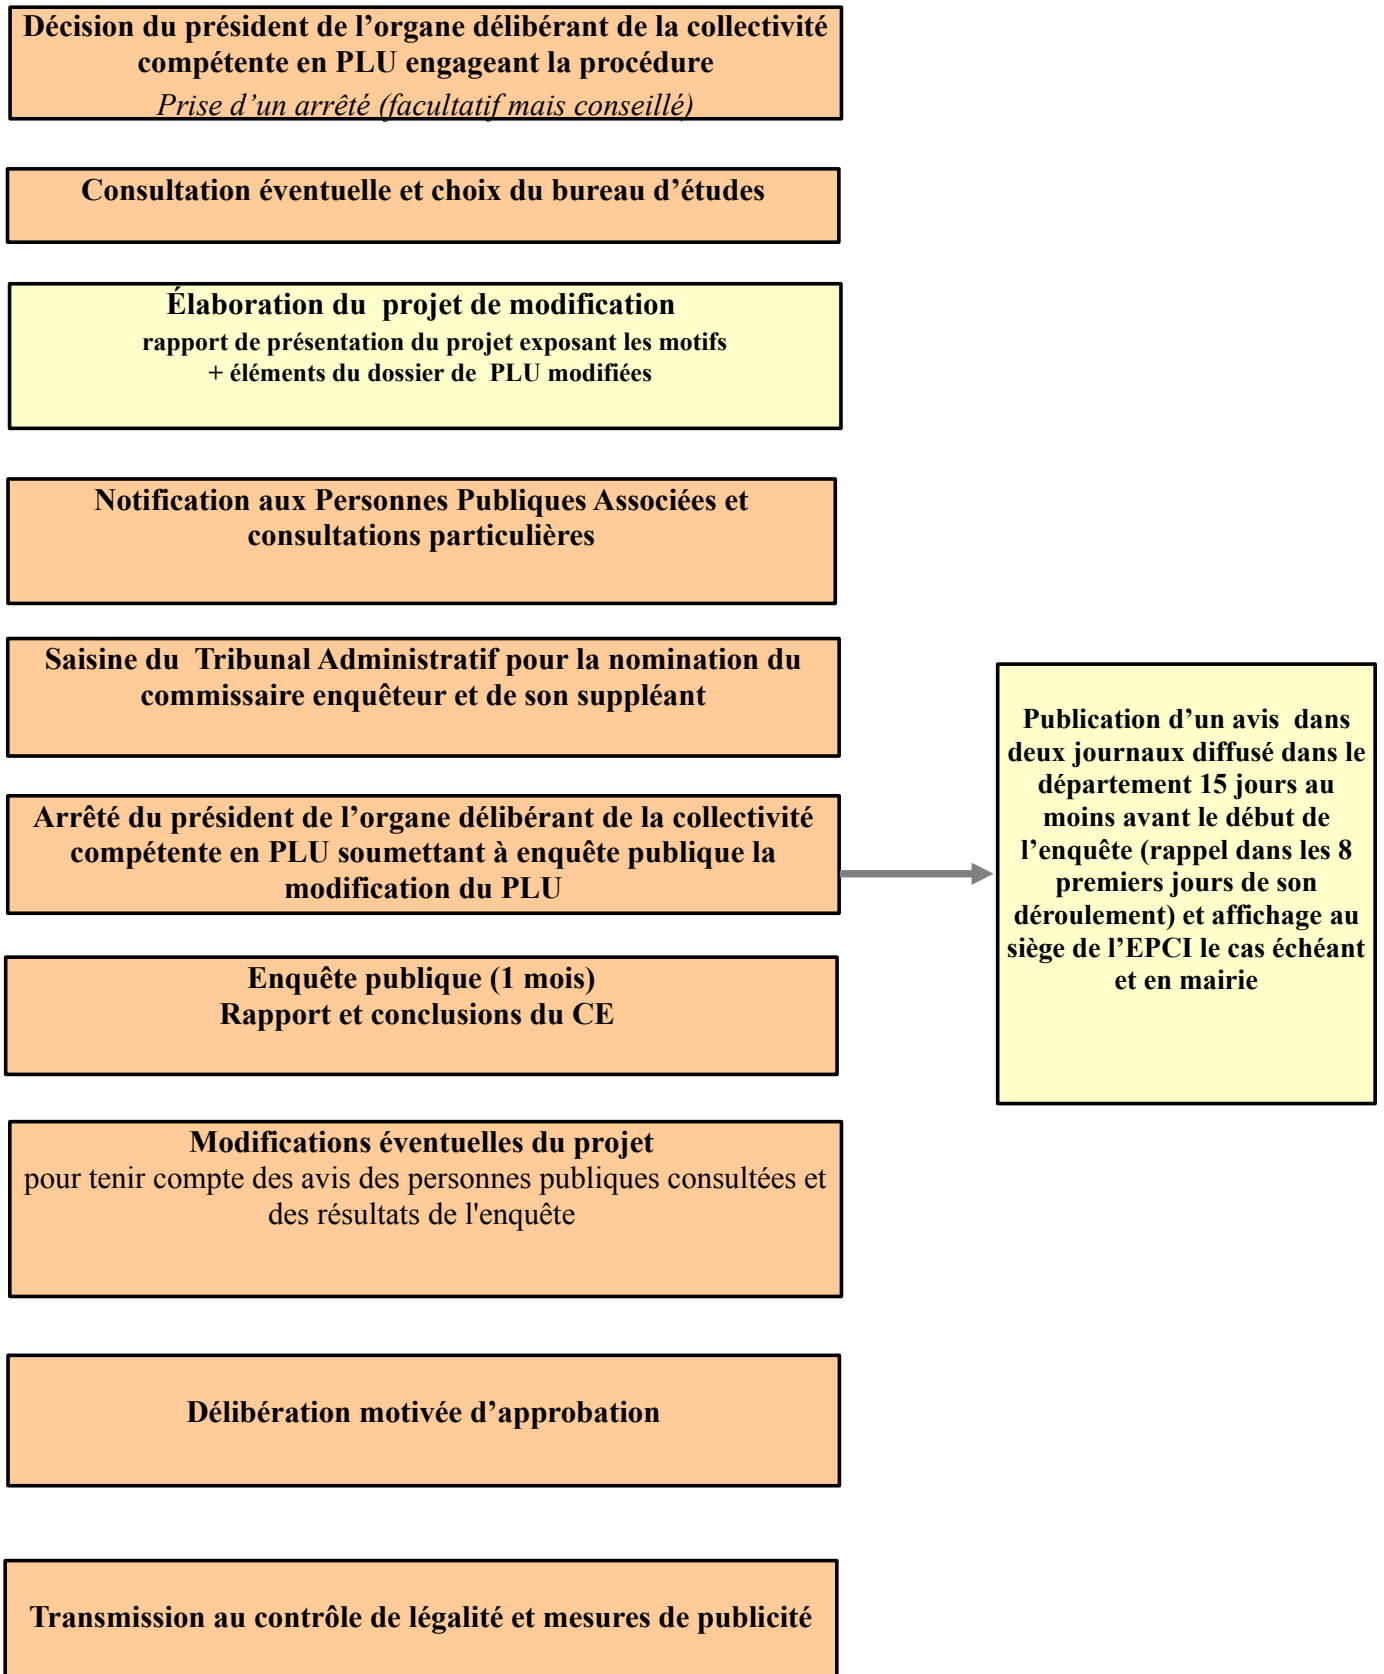 Décision du président de l’organe délibérant de la collectivité
compétente en PLU engageant la procédure
Prise d’un arrêté (facultatif mais conseillé)
Consultation éventuelle et choix du bureau d’études
Élaboration du projet de modification
rapport de présentation du projet exposant les motifs
+ éléments du dossier de PLU modifiées
Notification aux Personnes Publiques Associées et
consultations particulières
Saisine du Tribunal Administratif pour la nomination du
commissaire enquêteur et de son suppléant
Arrêté du président de l’organe délibérant de la collectivité
compétente en PLU soumettant à enquête publique la
modification du PLU
Publication d’un avis dans
deux journaux diffusé dans le
département 15 jours au
moins avant le début de
l’enquête (rappel dans les 8
premiers jours de son
déroulement) et affichage au
siège de l’EPCI le cas échéant
et en mairie
Enquête publique (1 mois)
Rapport et conclusions du CE
Modifications éventuelles du projet
pour tenir compte des avis des personnes publiques consultées et
des résultats de l'enquête
Délibération motivée d’approbation
Transmission au contrôle de légalité et mesures de publicité